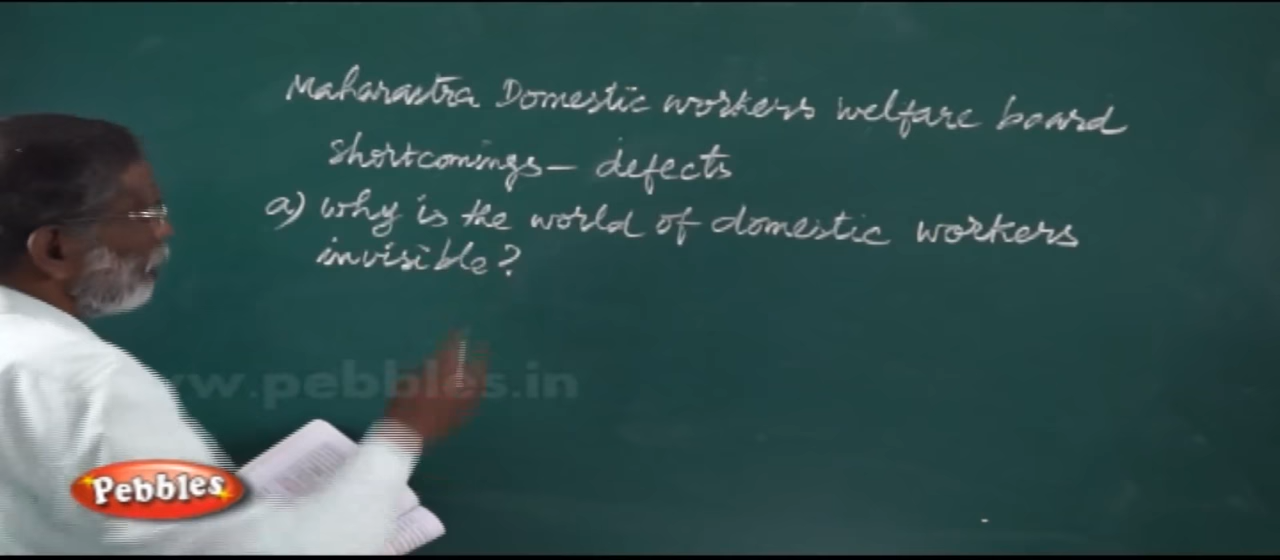 Maharastra Domestic workers welfare board
shortcomings – defects
a) why is the world of domestic workers
invisible?
www.pebbles.in
Pebbles